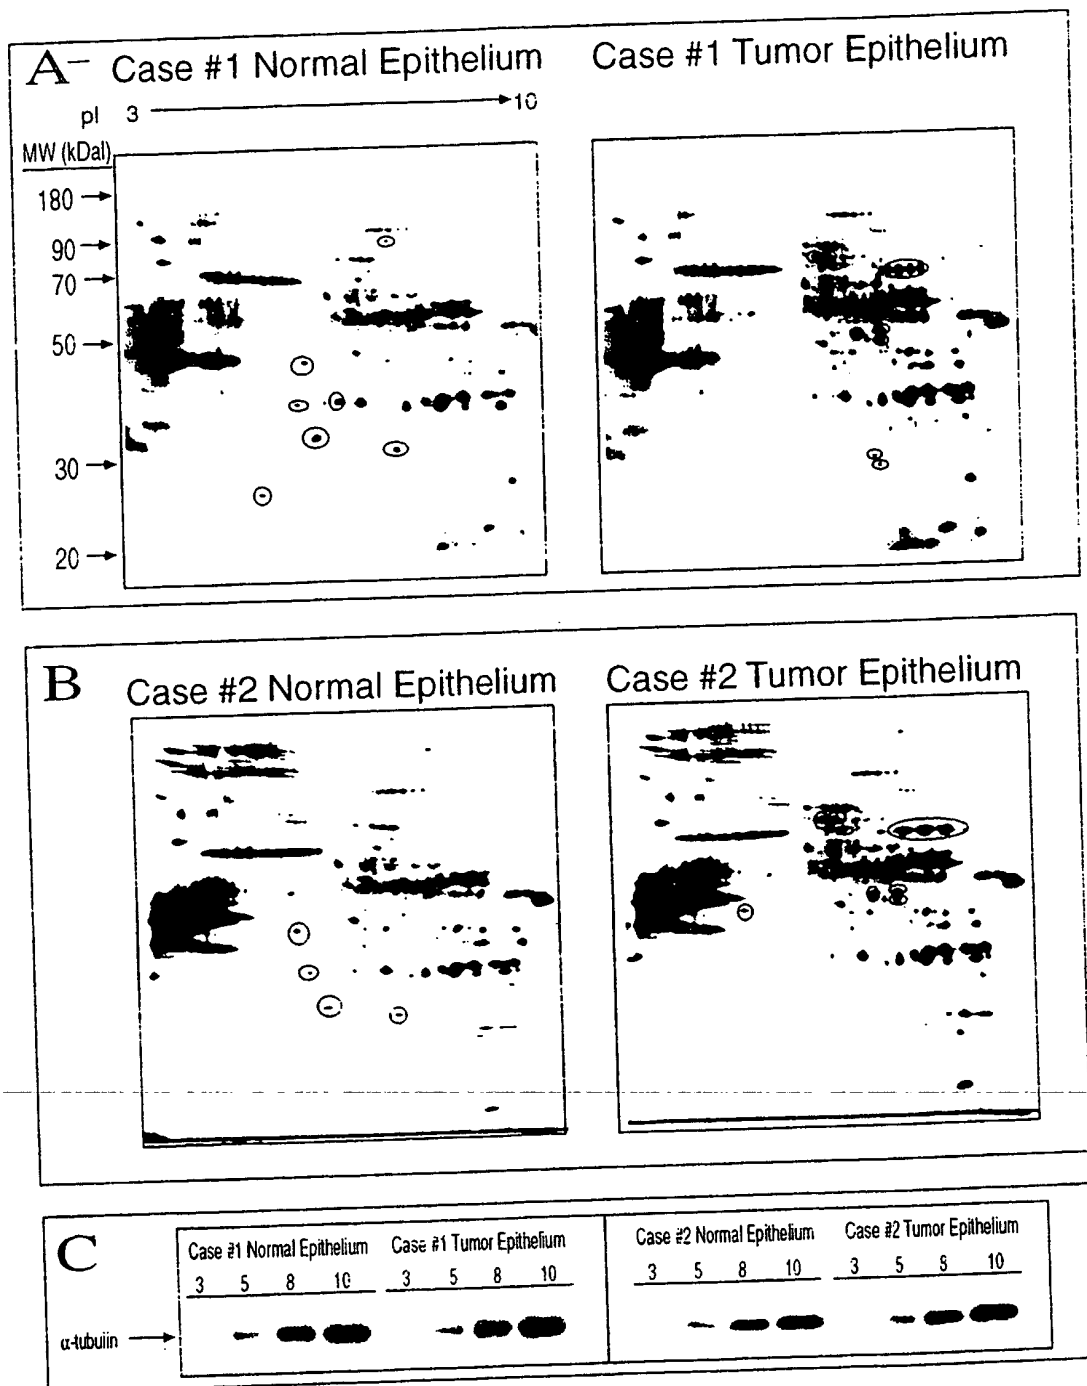 A Case #1 Normal Epithelium Case #1 Tumor Epithelium
pI 3 10
MW (kDal)
180
90
70
50
30
20
B Case #2 Normal Epithelium Case #2 Tumor Epithelium
C Case #1 Normal Epithelium Case #1 Tumor Epithelium Case #2 Normal Epithelium Case #2 Tumor Epithelium
3 5 8 10 3 5 8 10 3 5 8 10 3 5 8 10
α-tubulin